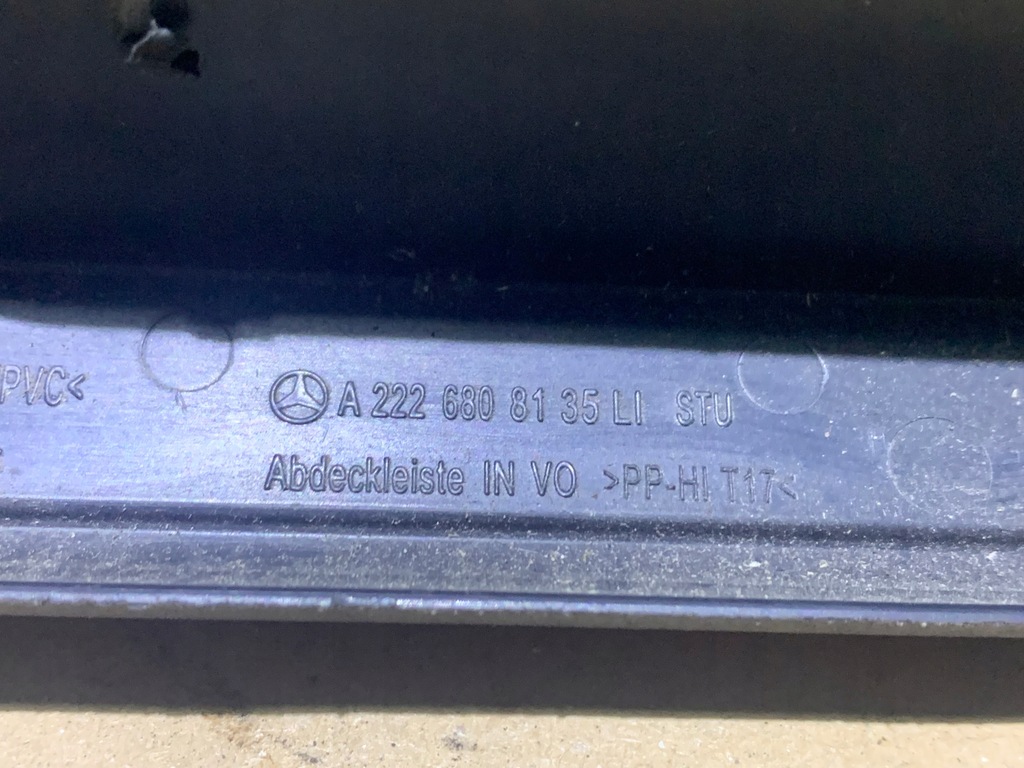 PVC<
A 222 680 81 35 LI STU
Abdeckleiste IN VO >PP-HI T17<